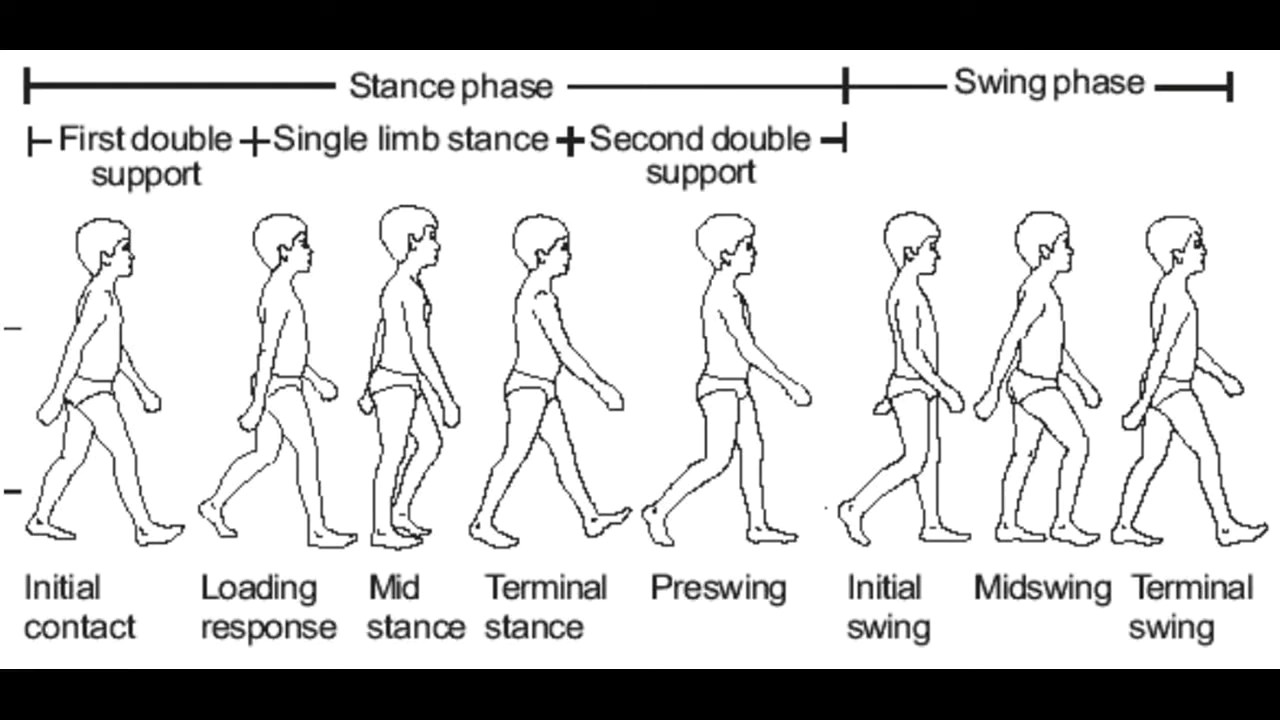 Stance phase
Swing phase
First double support
Single limb stance
Second double support
Initial contact
Loading response
Mid stance
Terminal stance
Preswing
Initial swing
Midswing
Terminal swing